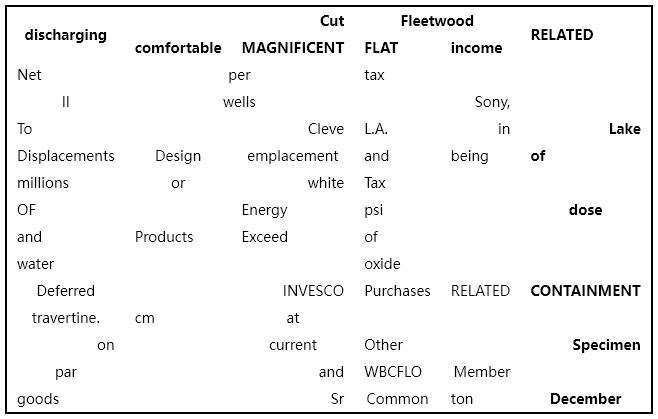 Cut Fleetwood
discharging RELATED
comfortable MAGNIFICENT FLAT income
Net per tax
II wells Sony,
To Cleve L.A. in Lake
Displacements Design emplacement and being of
millions or white Tax
OF Energy psi dose
and Products Exceed of
water oxide
Deferred INVESCO Purchases RELATED CONTAINMENT
travertine. cm at
on current Other Specimen
par and WBCFLO Member
goods Sr Common ton December